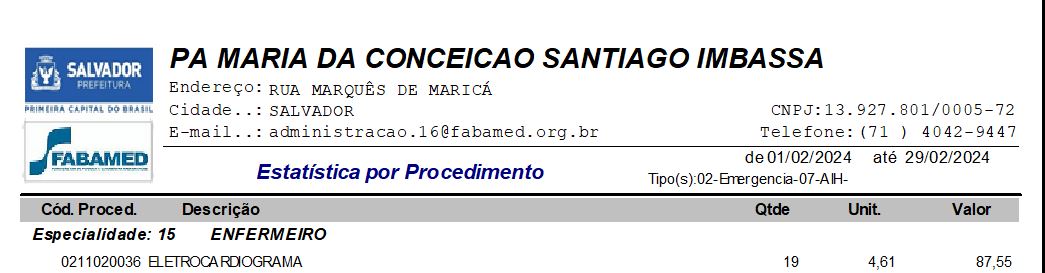 PA MARIA DA CONCEICAO SANTIAGO IMBASSA
SALVADOR
PREFEITURA
PRIMEIRA CAPITAL DO BRASIL
Endereço: RUA MARQUÊS DE MARICÁ
Cidade..: SALVADOR CNPJ:13.927.801/0005-72
E-mail..: administracao.16@fabamed.org.br Telefone: (71 ) 4042-9447
FABAMED
de 01/02/2024 até 29/02/2024
Estatística por Procedimento
Tipo(s):02-Emergencia-07-AIH-
Cód. Proced. Descrição Qtde Unit. Valor
Especialidade: 15 ENFERMEIRO
0211020036 ELETROCARDIOGRAMA 19 4,61 87,55